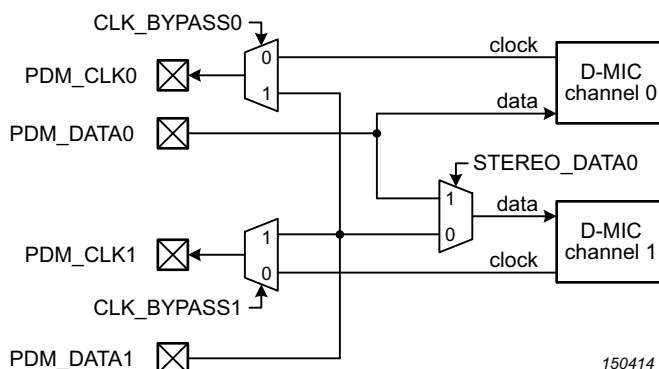 CLK_BYPASS0
PDM_CLK0
0
1
clock
D-MIC
channel 0
data
PDM_DATA0
STEREO_DATA0
1
0
data
D-MIC
channel 1
PDM_CLK1
1
0
clock
CLK_BYPASS1
PDM_DATA1
150414